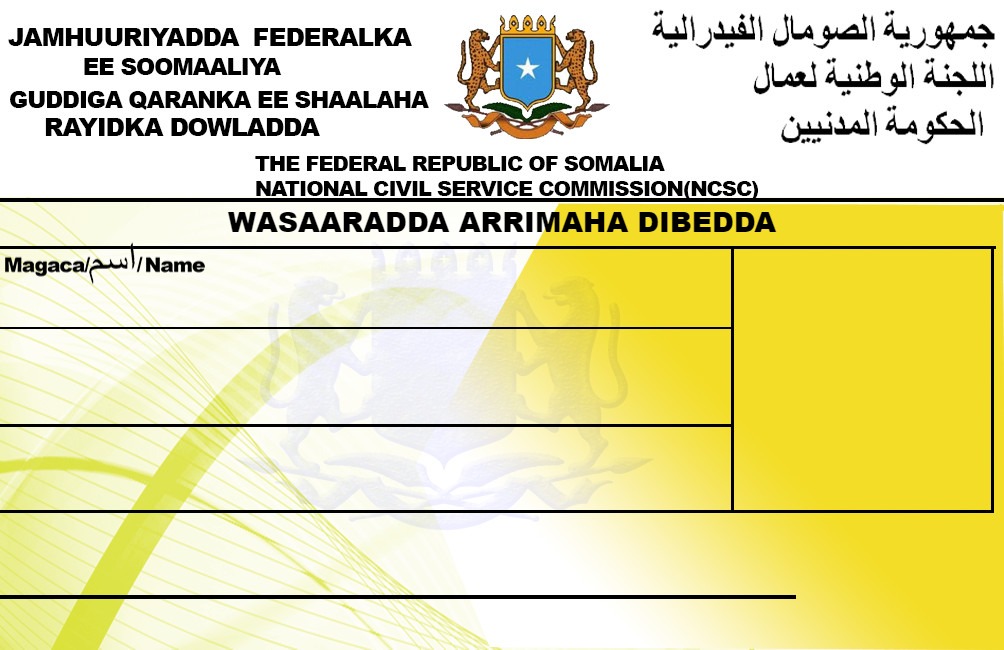 JAMHUURIYADDA FEDERALKA
EE SOOMAALIYA
GUDDIGA QARANKA EE SHAALAHA
RAYIDKA DOWLADDA
جمهورية الصومال الفيدرالية
اللجنة الوطنية لعمال
الحكومة المدنيين
THE FEDERAL REPUBLIC OF SOMALIA
NATIONAL CIVIL SERVICE COMMISSION(NCSC)
WASAARADDA ARRIMAHA DIBEDDA
Magaca/اسم/Name